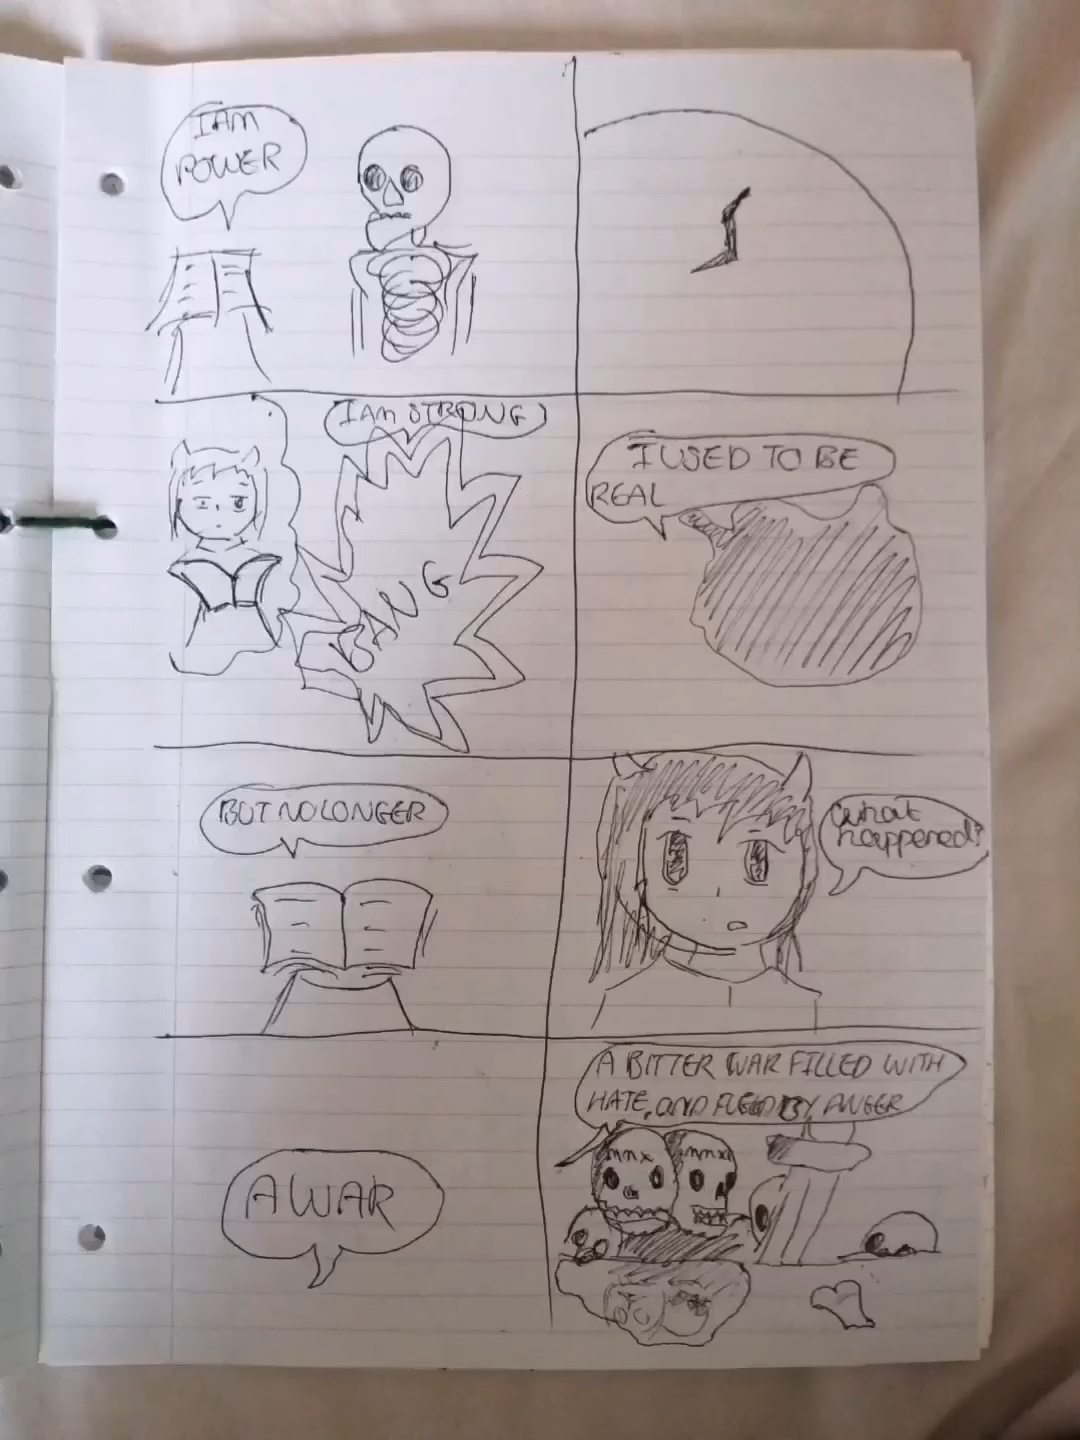 I AM
POWER
I AM STRONG
BANG
I USED TO BE
REAL
BUT NO LONGER
what
happened?
A WAR
A BITTER WAR FILLED WITH
HATE, AND FUELED BY ANGER